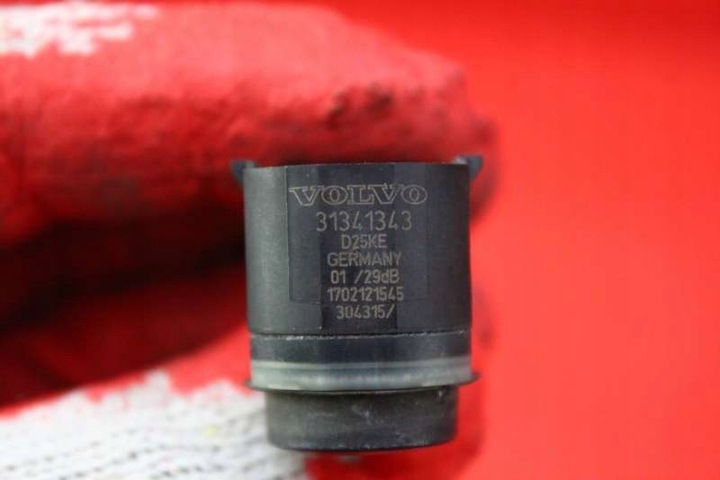 VOLVO
31341343
D25KE
GERMANY
01 /29dB
1702121545
304315/